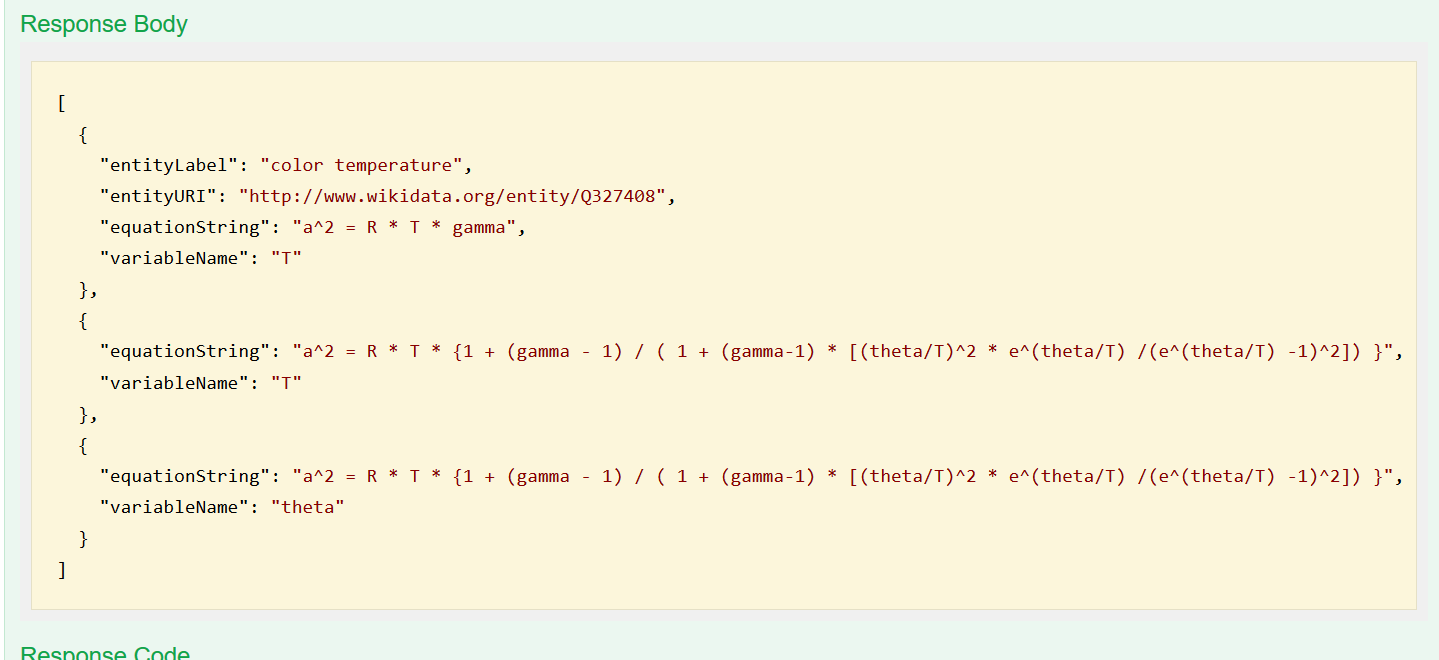 Response Body
[
{
"entityLabel": "color temperature",
"entityURI": "http://www.wikidata.org/entity/Q327408",
"equationString": "a^2 = R * T * gamma",
"variableName": "T"
},
{
"equationString": "a^2 = R * T * {1 + (gamma - 1) / ( 1 + (gamma-1) * [(theta/T)^2 * e^(theta/T) /(e^(theta/T) -1)^2]) }",
"variableName": "T"
},
{
"equationString": "a^2 = R * T * {1 + (gamma - 1) / ( 1 + (gamma-1) * [(theta/T)^2 * e^(theta/T) /(e^(theta/T) -1)^2]) }",
"variableName": "theta"
}
]
Response Code